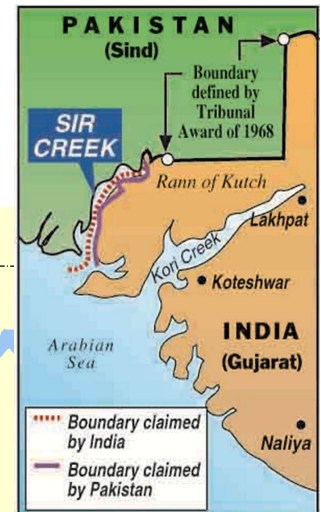 PAKISTAN
(Sind)
Boundary
defined by
Tribunal
Award of 1968
SIR
CREEK
Rann of Kutch
Lakhpat
Kori Creek
Koteshwar
INDIA
(Gujarat)
Arabian
Sea
Naliya
Boundary claimed
by India
Boundary claimed
by Pakistan